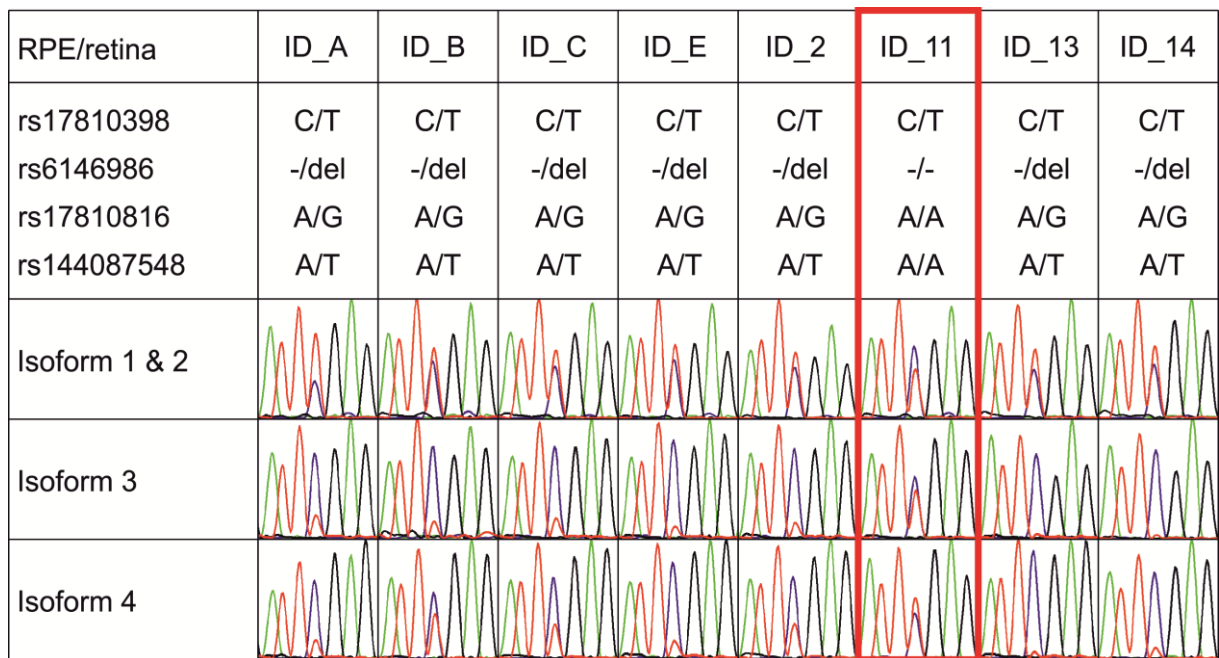 RPE/retina ID_A ID_B ID_C ID_E ID_2 ID_11 ID_13 ID_14
rs17810398 C/T C/T C/T C/T C/T C/T C/T C/T
rs6146986 -/del -/del -/del -/del -/del -/- -/del -/del
rs17810816 A/G A/G A/G A/G A/G A/A A/G A/G
rs144087548 A/T A/T A/T A/T A/T A/A A/T A/T
Isoform 1 & 2
Isoform 3
Isoform 4